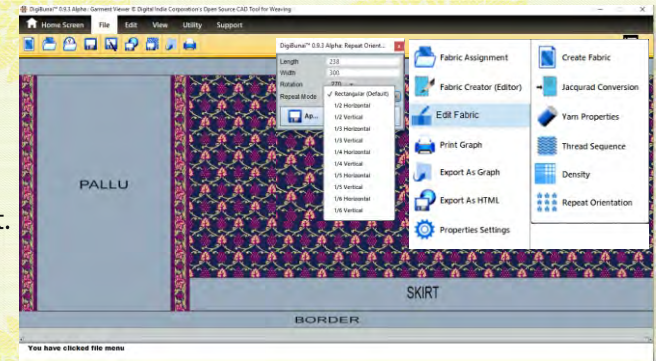 DigiBunai™ 0.9.3 Alpha: Garment Viewer © Digital India Corporation's Open Source CAD Tool for Weaving
Home Screen File Edit View Utility Support
DigiBunai™ 0.9.3 Alpha: Repeat Orient...
Length 238
Width 300
Rotation 270
Repeat Mode
Ap...
✓ Rectangular (Default)
1/2 Horizontal
1/2 Vertical
1/3 Horizontal
1/3 Vertical
1/4 Horizontal
1/4 Vertical
1/5 Horizontal
1/5 Vertical
1/6 Horizontal
1/6 Vertical
Fabric Assignment
Fabric Creator (Editor)
Edit Fabric
Print Graph
Export As Graph
Export As HTML
Properties Settings
Create Fabric
Jacqurad Conversion
Yarn Properties
Thread Sequence
Density
Repeat Orientation
PALLU
t.
SKIRT
BORDER
You have clicked file menu